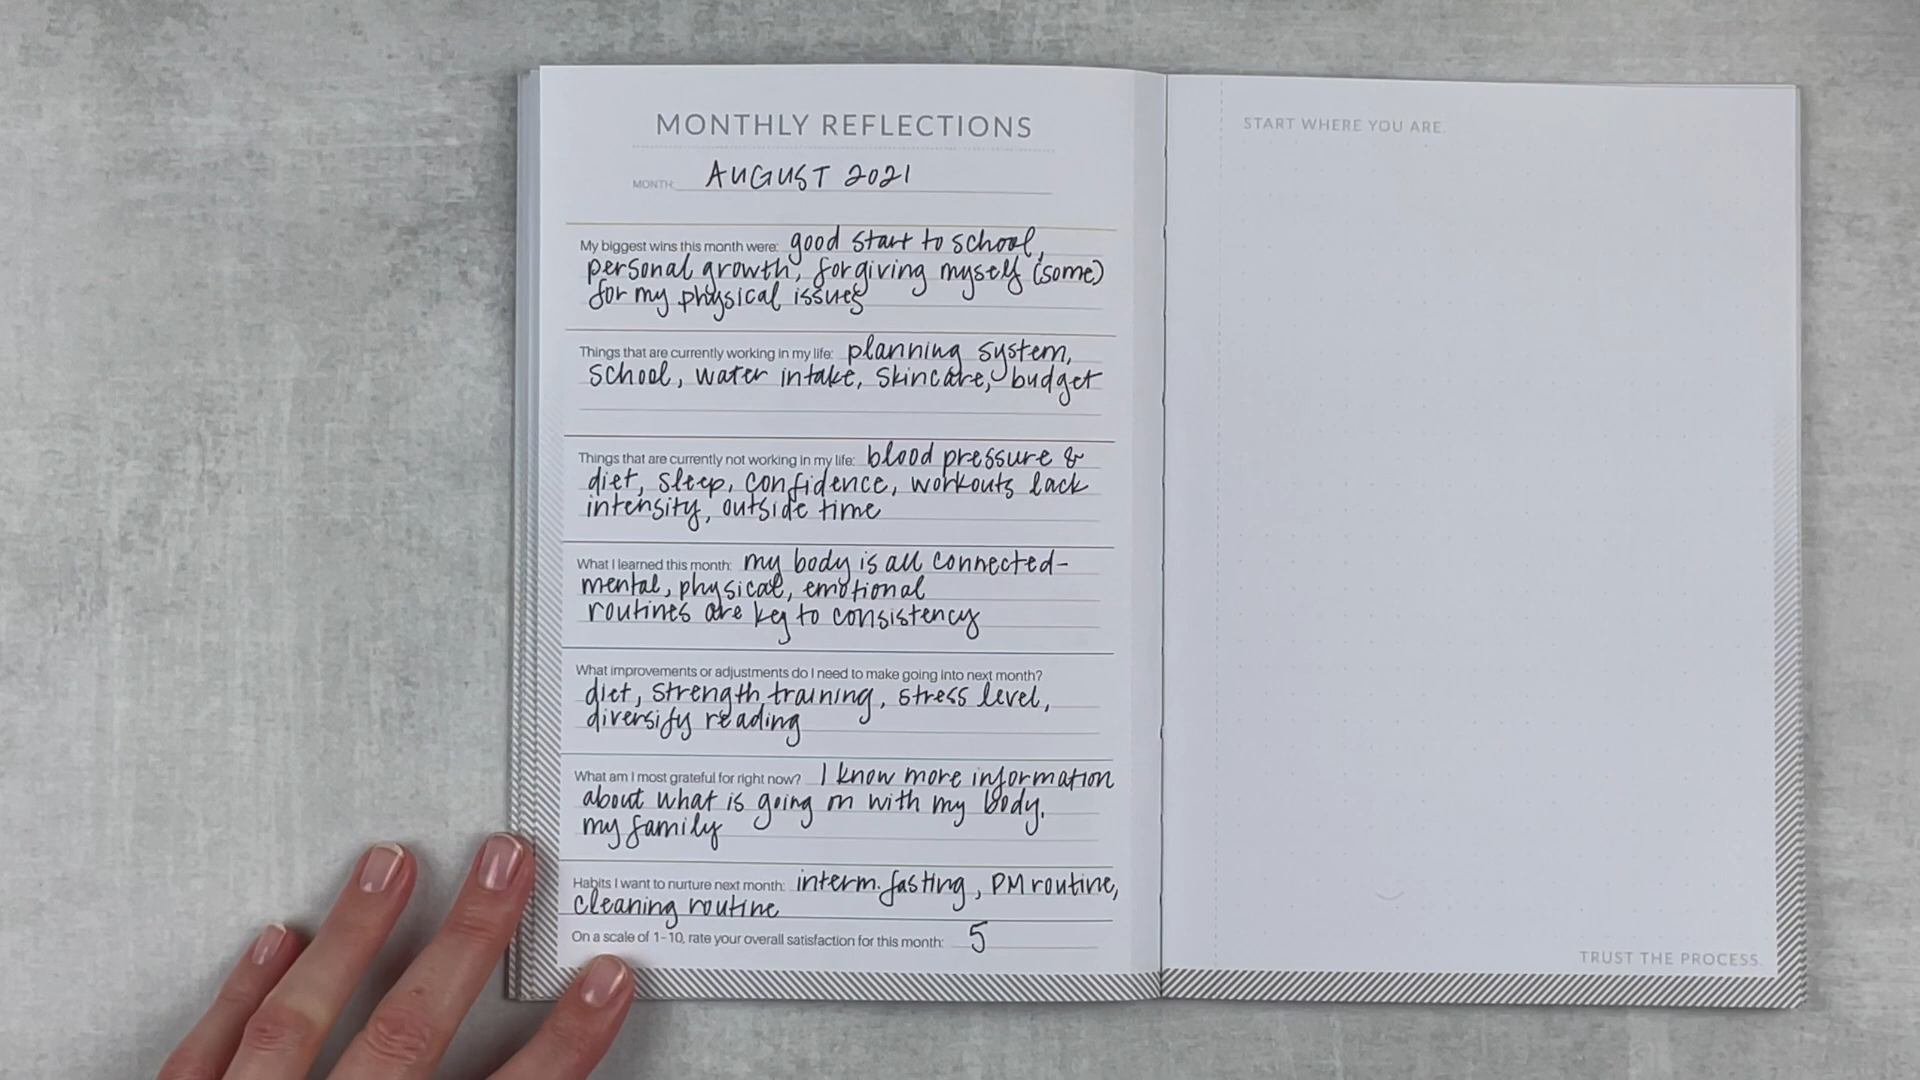 MONTHLY REFLECTIONS
MONTH: AUGUST 2021
My biggest wins this month were: good start to school,
personal growth, forgiving myself (some)
for my physical issues
Things that are currently working in my life: planning system,
school, water intake, skincare, budget
Things that are currently not working in my life: blood pressure &
diet, sleep, confidence, workouts lack
intensity, outside time
What I learned this month: my body is all connected-
mental, physical, emotional
routines are key to consistency
What improvements or adjustments do I need to make going into next month?
diet, strength training, stress level,
diversify reading
What am I most grateful for right now? I know more information
about what is going on with my body.
my family
Habits I want to nurture next month: interm. fasting, PM routine,
cleaning routine
On a scale of 1-10, rate your overall satisfaction for this month: 5
START WHERE YOU ARE.
TRUST THE PROCESS.